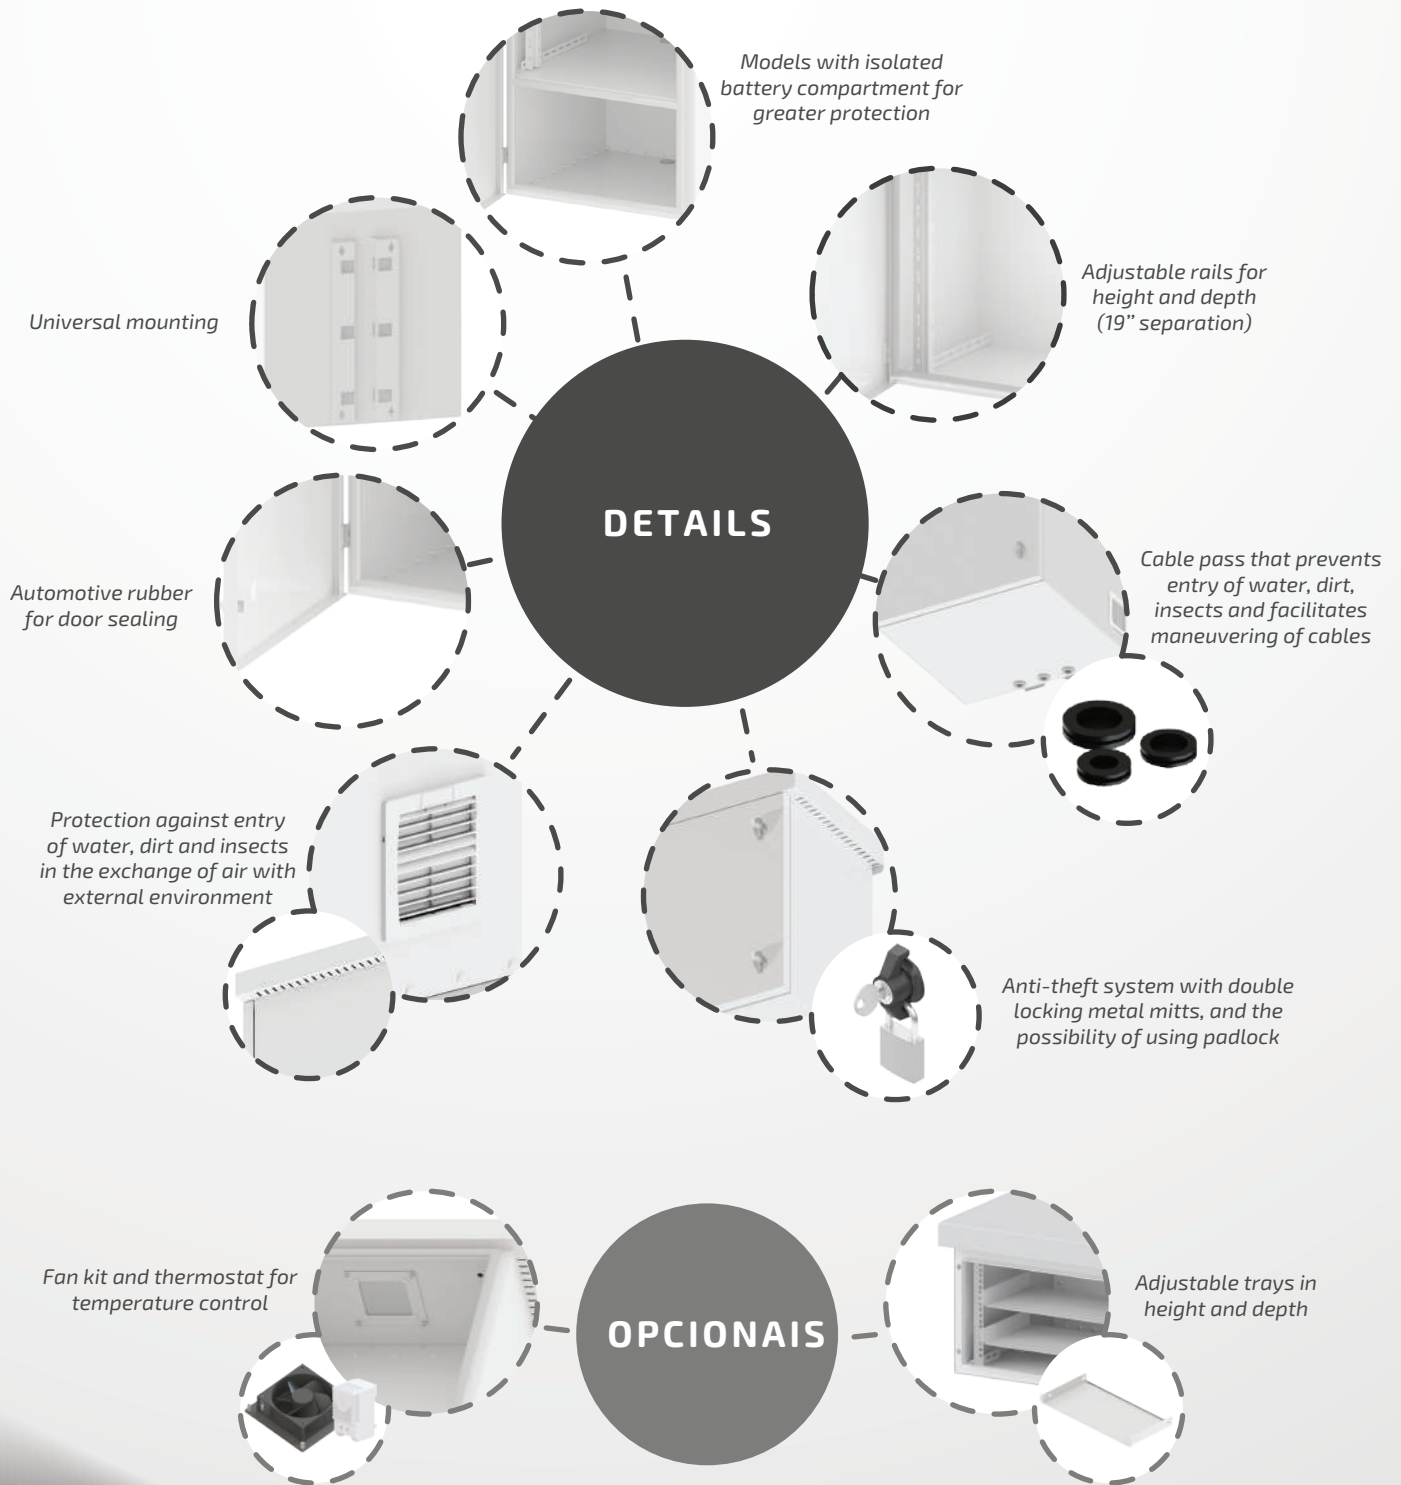 Models with isolated
battery compartment for
greater protection
Adjustable rails for
height and depth
(19” separation)
Universal mounting
DETAILS
Automotive rubber
for door sealing
Cable pass that prevents
entry of water, dirt,
insects and facilitates
maneuvering of cables
Protection against entry
of water, dirt and insects
in the exchange of air with
external environment
Anti-theft system with double
locking metal mitts, and the
possibility of using padlock
Fan kit and thermostat for
temperature control
OPCIONAIS
Adjustable trays in
height and depth